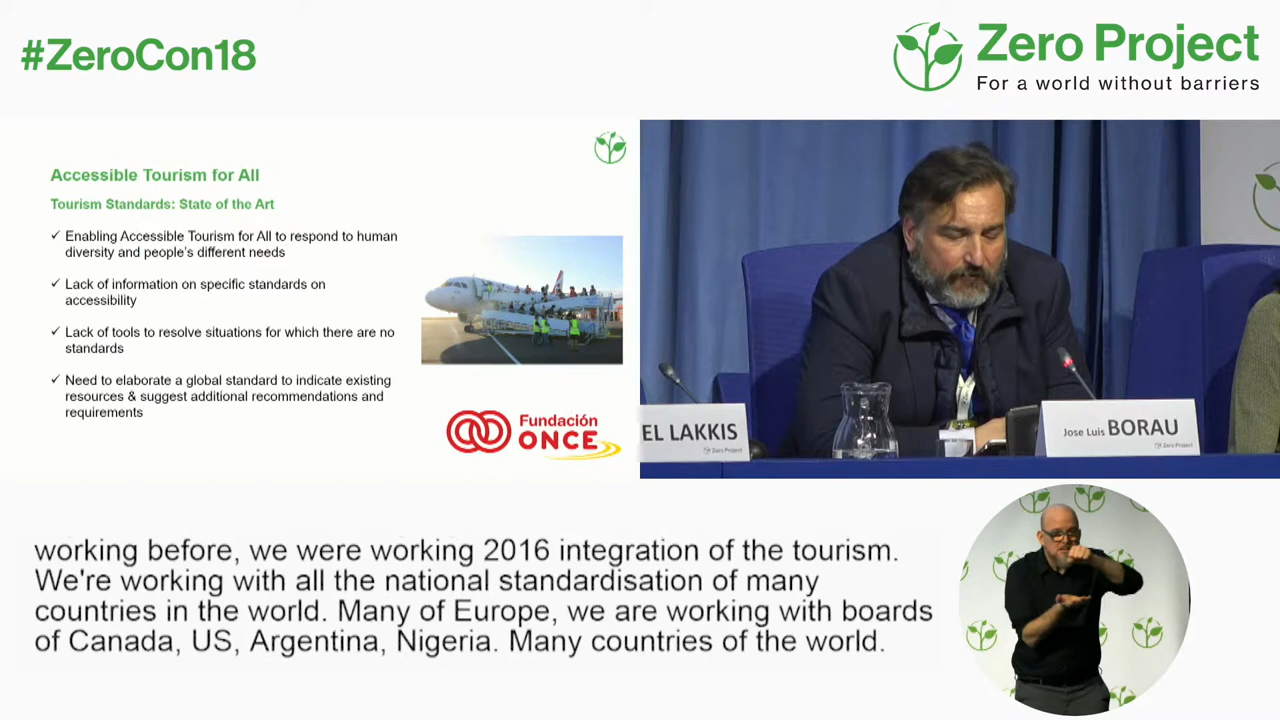 #ZeroCon18
Zero Project
For a world without barriers
Accessible Tourism for All
Tourism Standards: State of the Art
✓ Enabling Accessible Tourism for All to respond to human
diversity and people's different needs
✓ Lack of information on specific standards on
accessibility
✓ Lack of tools to resolve situations for which there are no
standards
✓ Need to elaborate a global standard to indicate existing
resources & suggest additional recommendations and
requirements
Fundación
ONCE
EL LAKKIS
Zero Project
Jose Luis BORAU
Zero Project
working before, we were working 2016 integration of the tourism.
We're working with all the national standardisation of many
countries in the world. Many of Europe, we are working with boards
of Canada, US, Argentina, Nigeria. Many countries of the world.